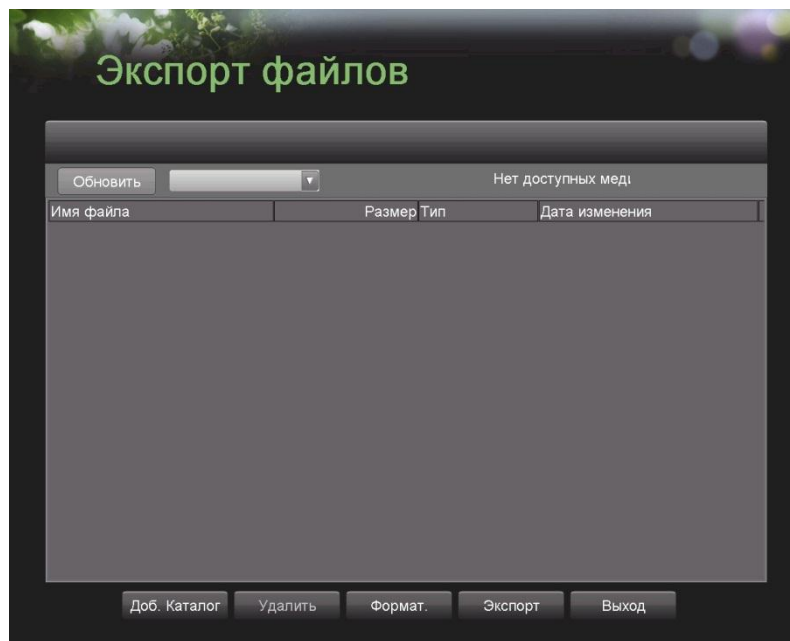 Экспорт файлов
Обновить Нет доступных меді
Имя файла Размер Тип Дата изменения
Доб. Каталог Удалить Формат. Экспорт Выход